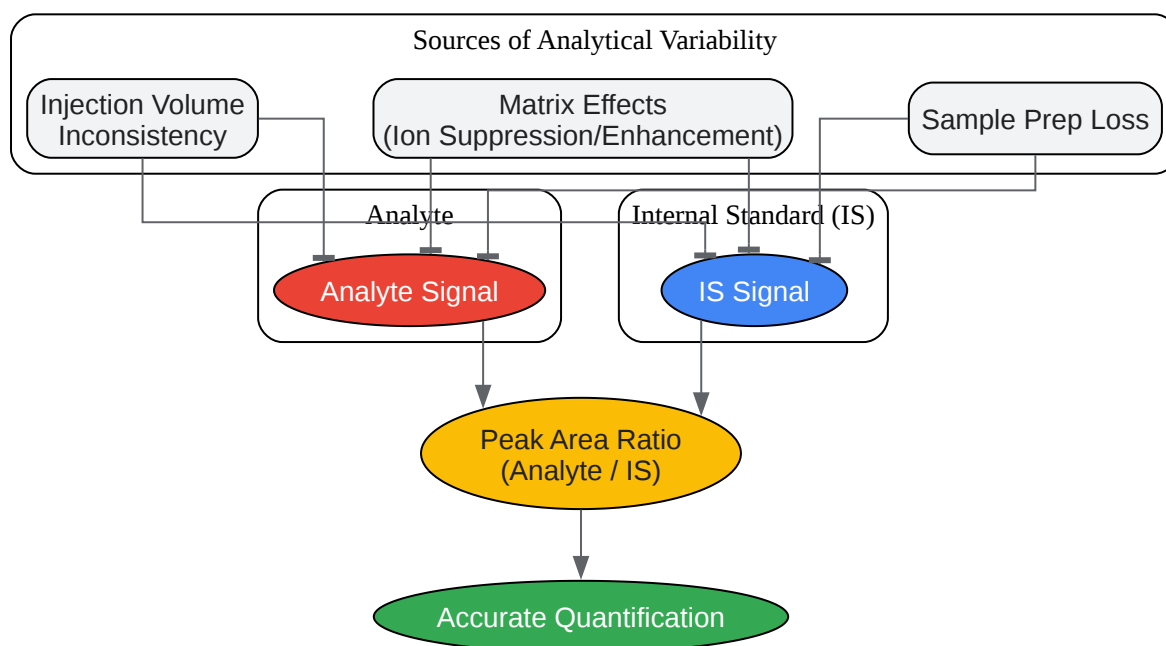 Sources of Analytical Variability
Injection Volume
Inconsistency
Matrix Effects
(Ion Suppression/Enhancement)
Sample Prep Loss
Analyte
Internal Standard (IS)
Analyte Signal
IS Signal
Peak Area Ratio
(Analyte / IS)
Accurate Quantification